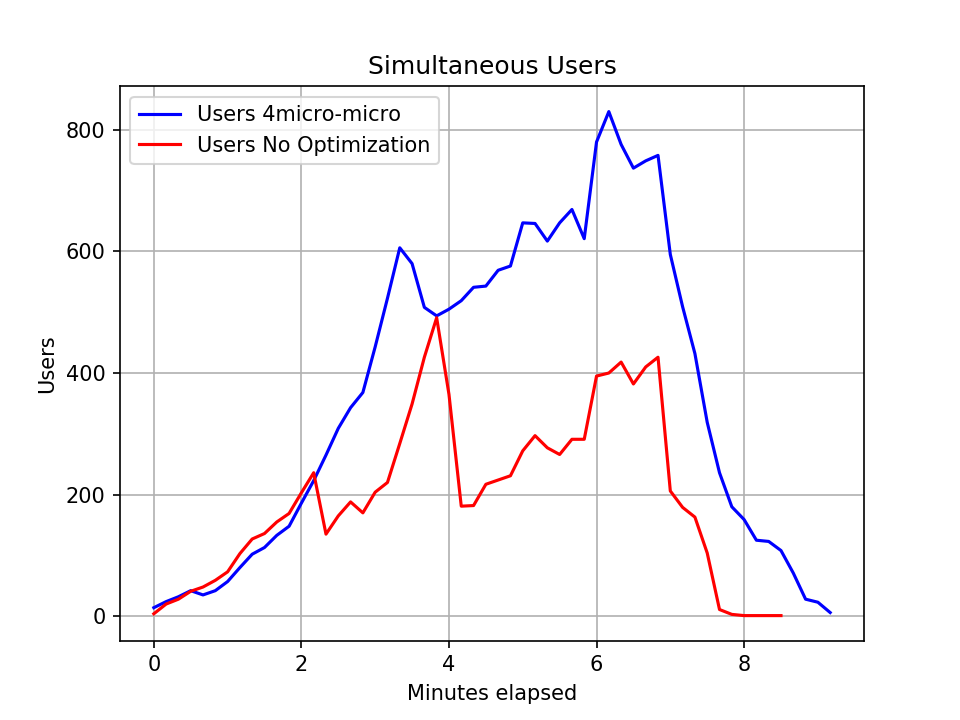 Simultaneous Users
Users 4micro-micro
Users No Optimization
800
600
400
200
0
Users
0 2 4 6 8
Minutes elapsed